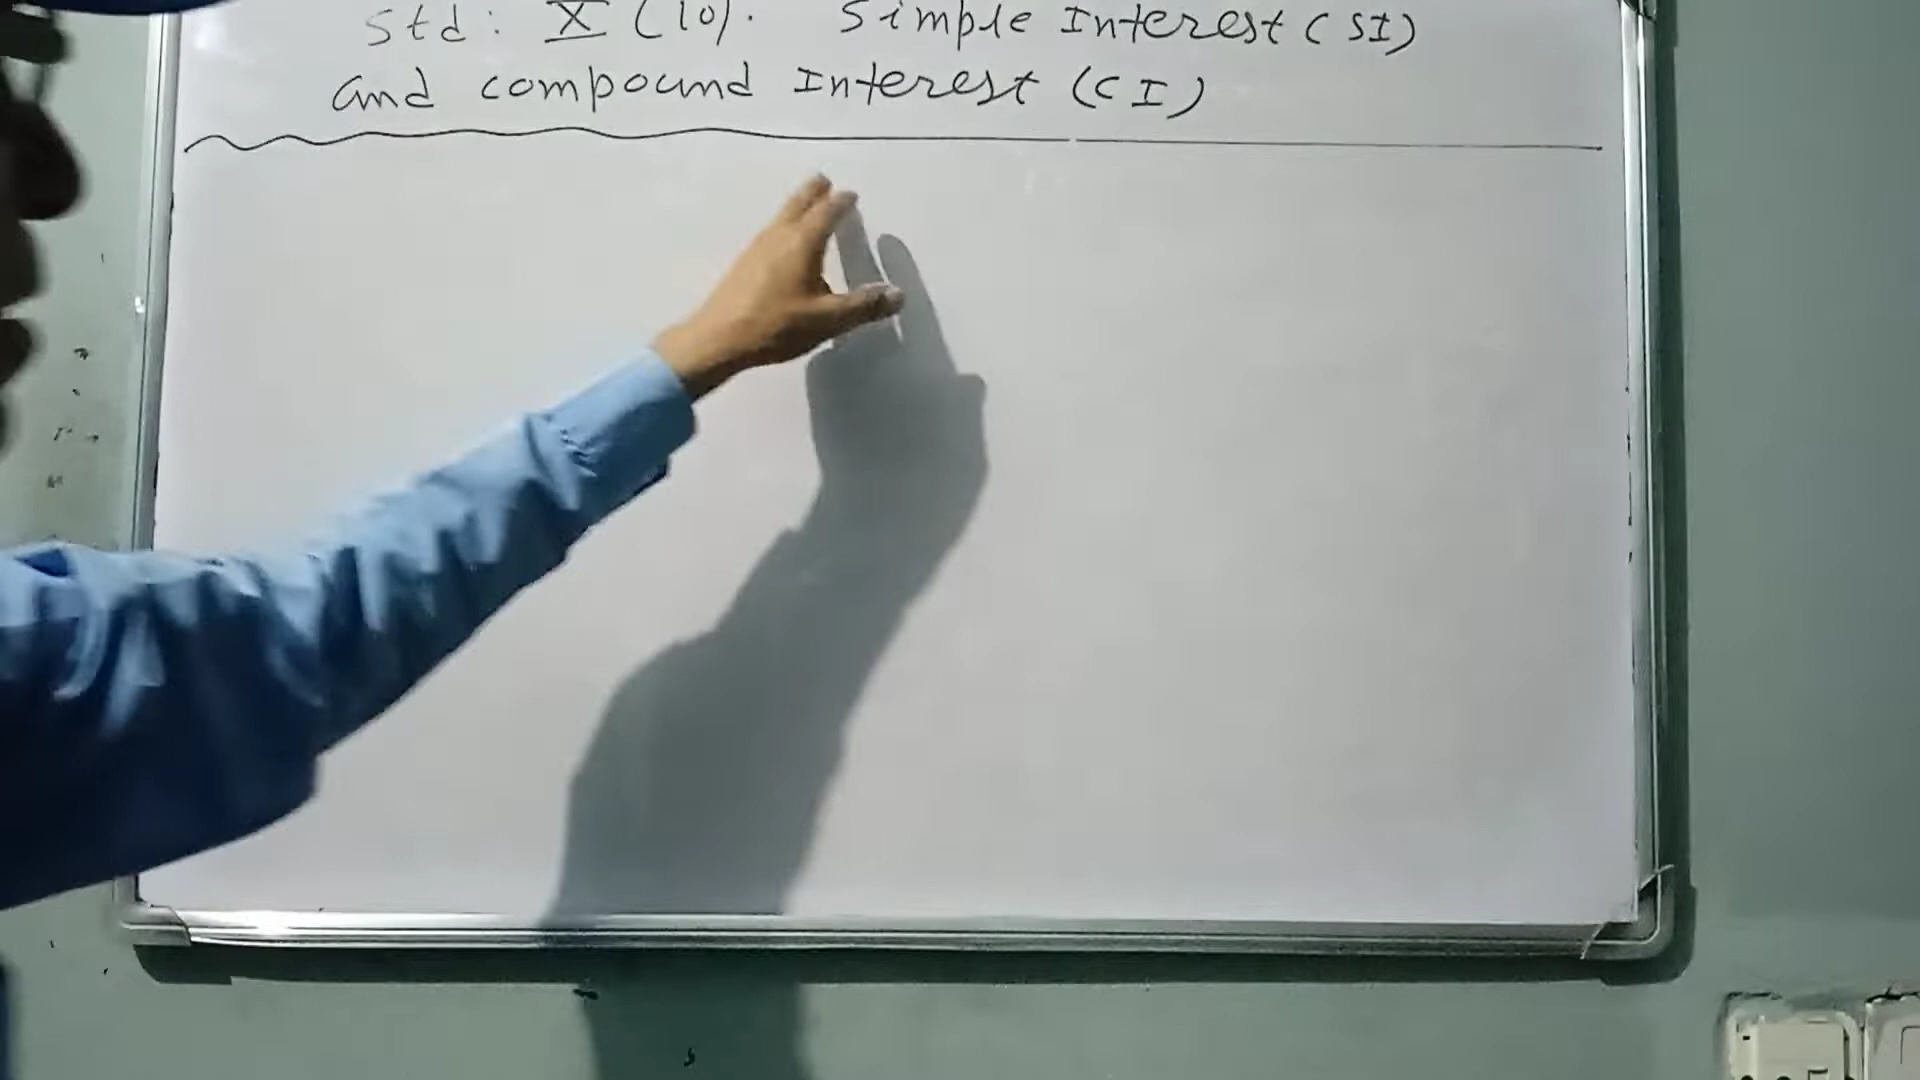 Std: X (10). Simple Interest (SI)
and compound Interest (CI)